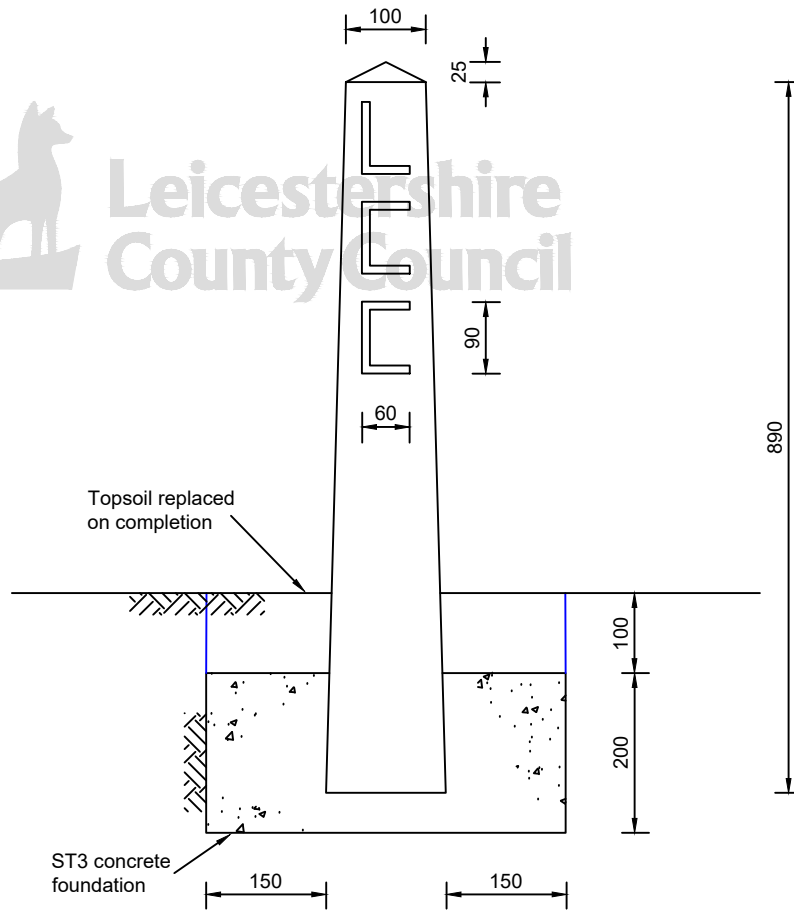 100
25
L
C
C
Leicestershire
County Council
90
60
890
Topsoil replaced
on completion
100
200
ST3 concrete
foundation
150
150